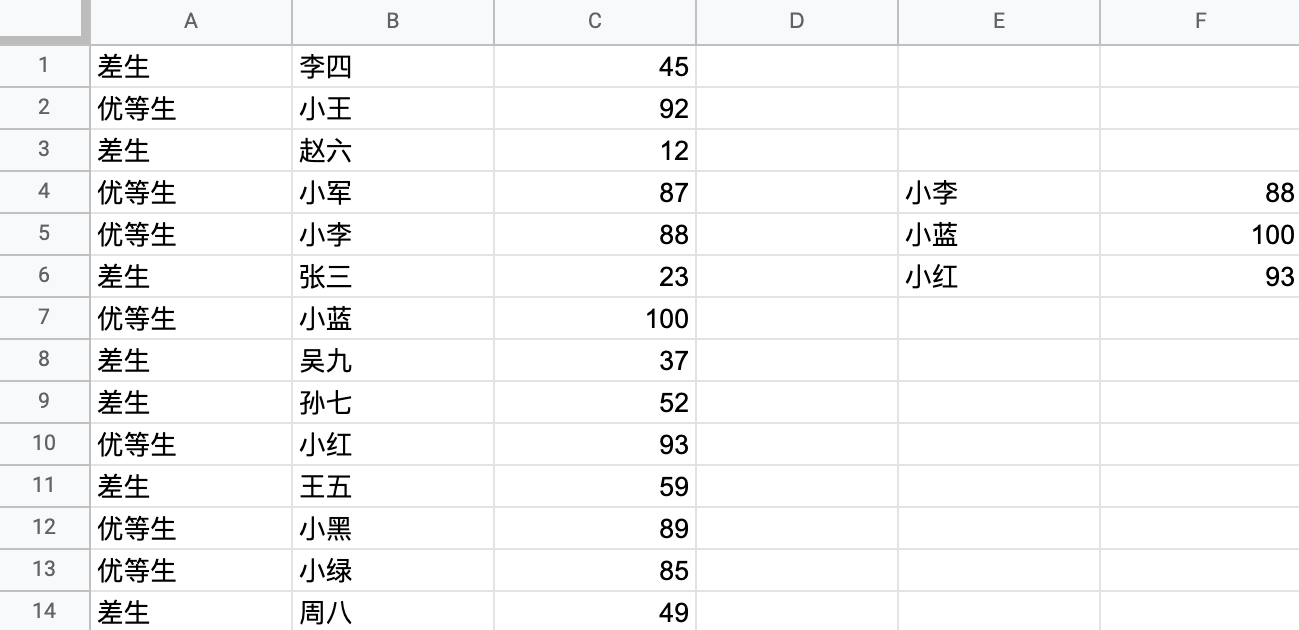 A B C D E F
1 差生 李四 45
2 优等生 小王 92
3 差生 赵六 12
4 优等生 小军 87 小李 88
5 优等生 小李 88 小蓝 100
6 差生 张三 23 小红 93
7 优等生 小蓝 100
8 差生 吴九 37
9 差生 孙七 52
10 优等生 小红 93
11 差生 王五 59
12 优等生 小黑 89
13 优等生 小绿 85
14 差生 周八 49